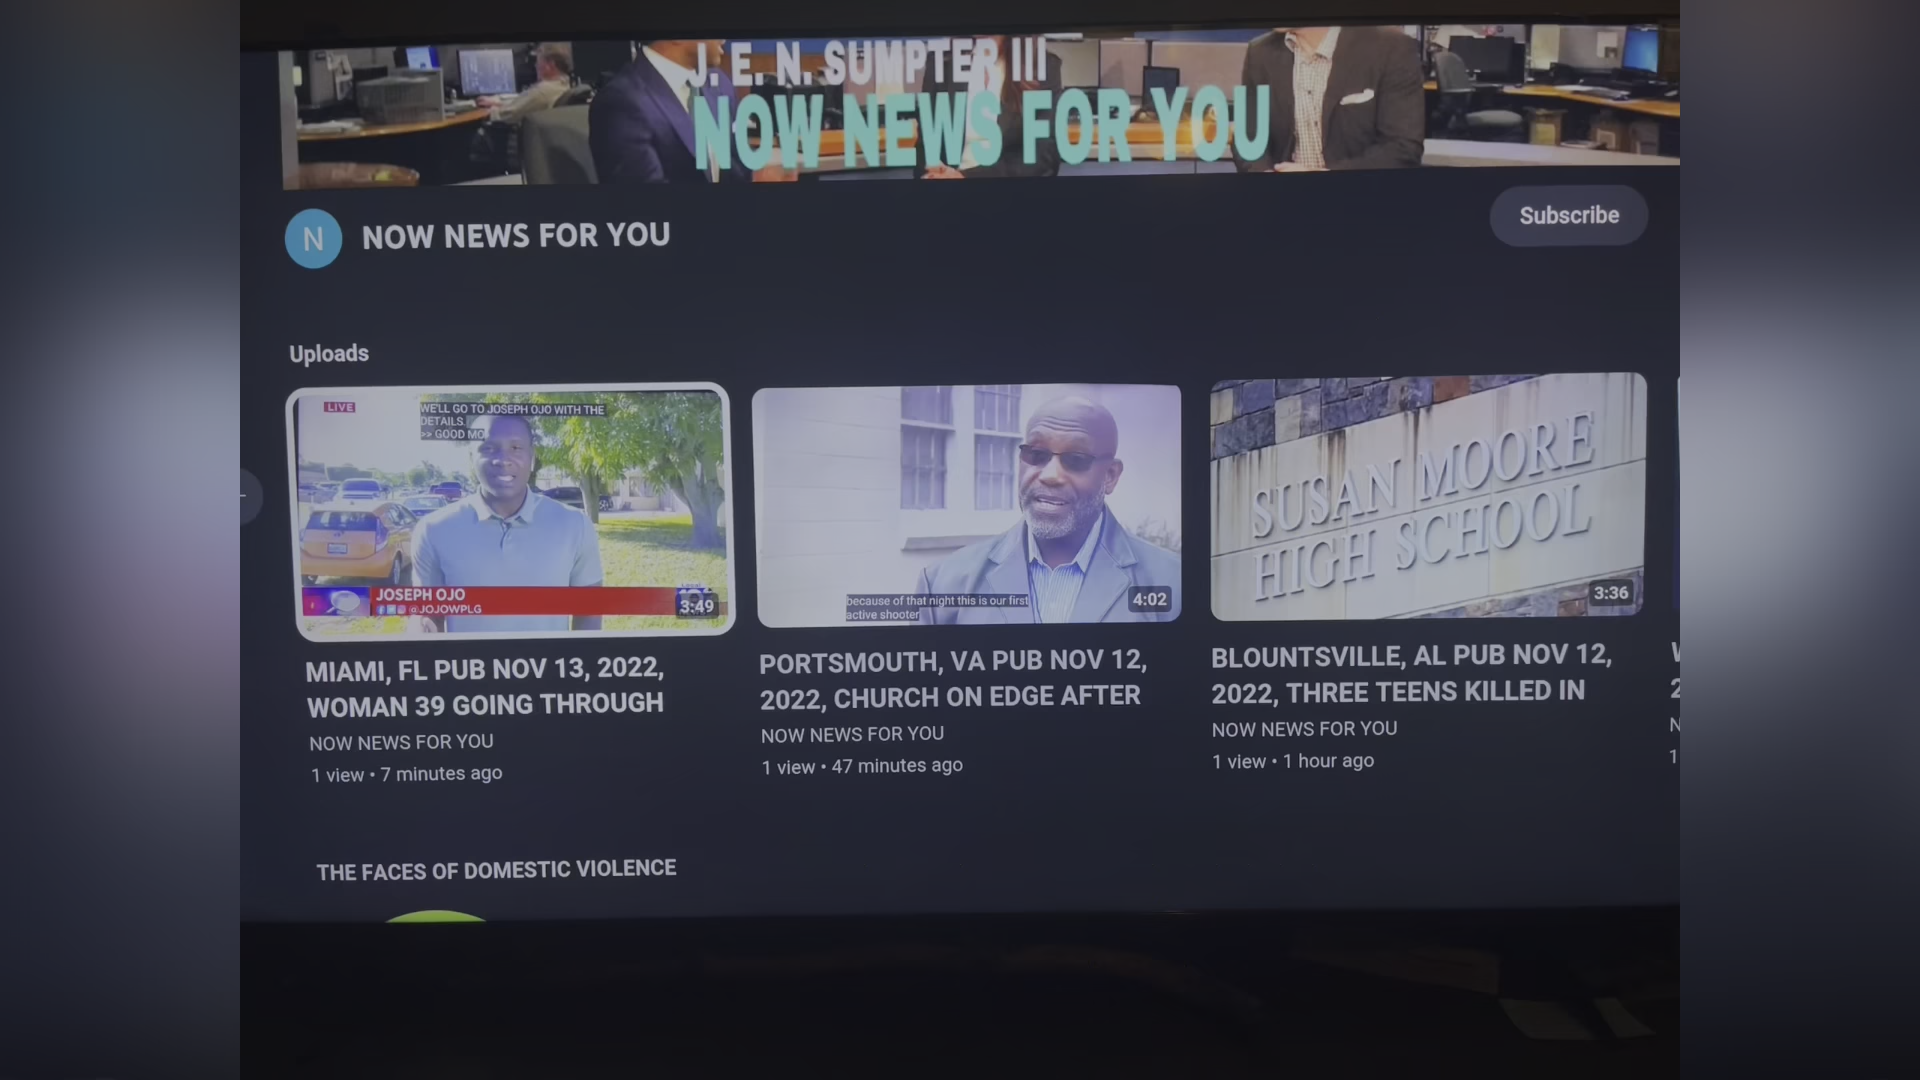 J. E. N. SUMPTER III
NOW NEWS FOR YOU
N
NOW NEWS FOR YOU
Subscribe
Uploads
LIVE
WE'LL GO TO JOSEPH OJO WITH THE
DETAILS.
>> GOOD MO
JOSEPH OJO
@JOJOWPLG
3:49
because of that night this is our first
active shooter
4:02
SUSAN MOORE
HIGH SCHOOL
3:36
MIAMI, FL PUB NOV 13, 2022,
WOMAN 39 GOING THROUGH
NOW NEWS FOR YOU
1 view • 7 minutes ago
PORTSMOUTH, VA PUB NOV 12,
2022, CHURCH ON EDGE AFTER
NOW NEWS FOR YOU
1 view • 47 minutes ago
BLOUNTSVILLE, AL PUB NOV 12,
2022, THREE TEENS KILLED IN
NOW NEWS FOR YOU
1 view • 1 hour ago
THE FACES OF DOMESTIC VIOLENCE